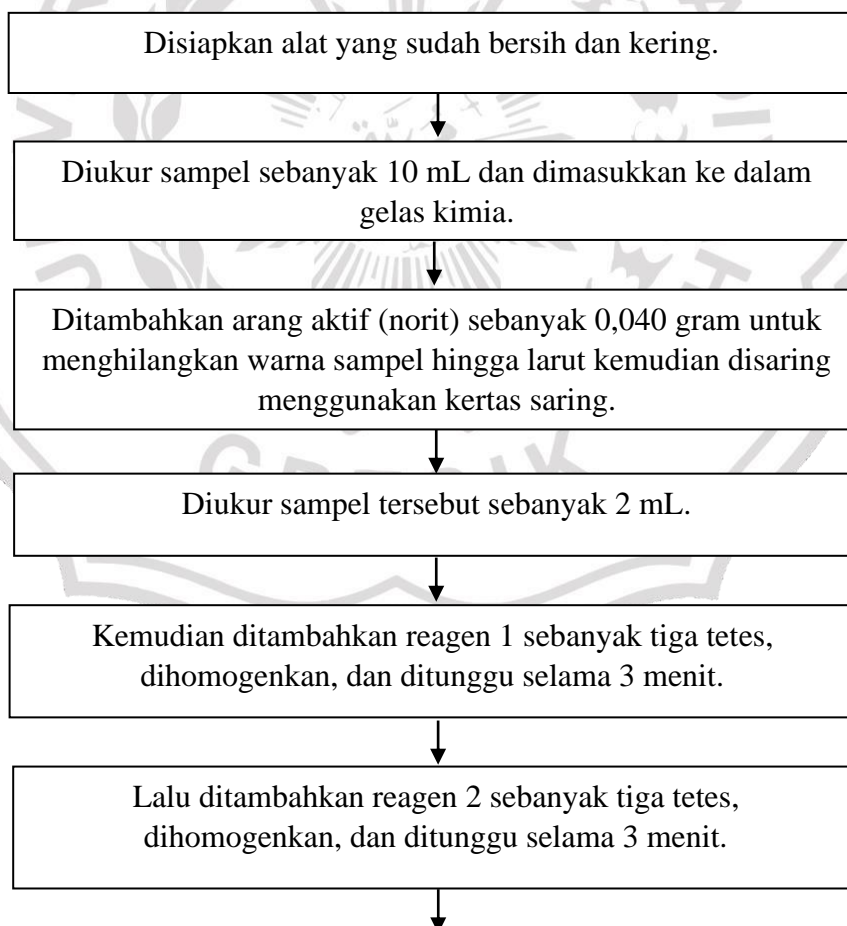 Disiapkan alat yang sudah bersih dan kering.
Diukur sampel sebanyak 10 mL dan dimasukkan ke dalam
gelas kimia.
Ditambahkan arang aktif (norit) sebanyak 0,040 gram untuk
menghilangkan warna sampel hingga larut kemudian disaring
menggunakan kertas saring.
Diukur sampel tersebut sebanyak 2 mL.
Kemudian ditambahkan reagen 1 sebanyak tiga tetes,
dihomogenkan, dan ditunggu selama 3 menit.
Lalu ditambahkan reagen 2 sebanyak tiga tetes,
dihomogenkan, dan ditunggu selama 3 menit.